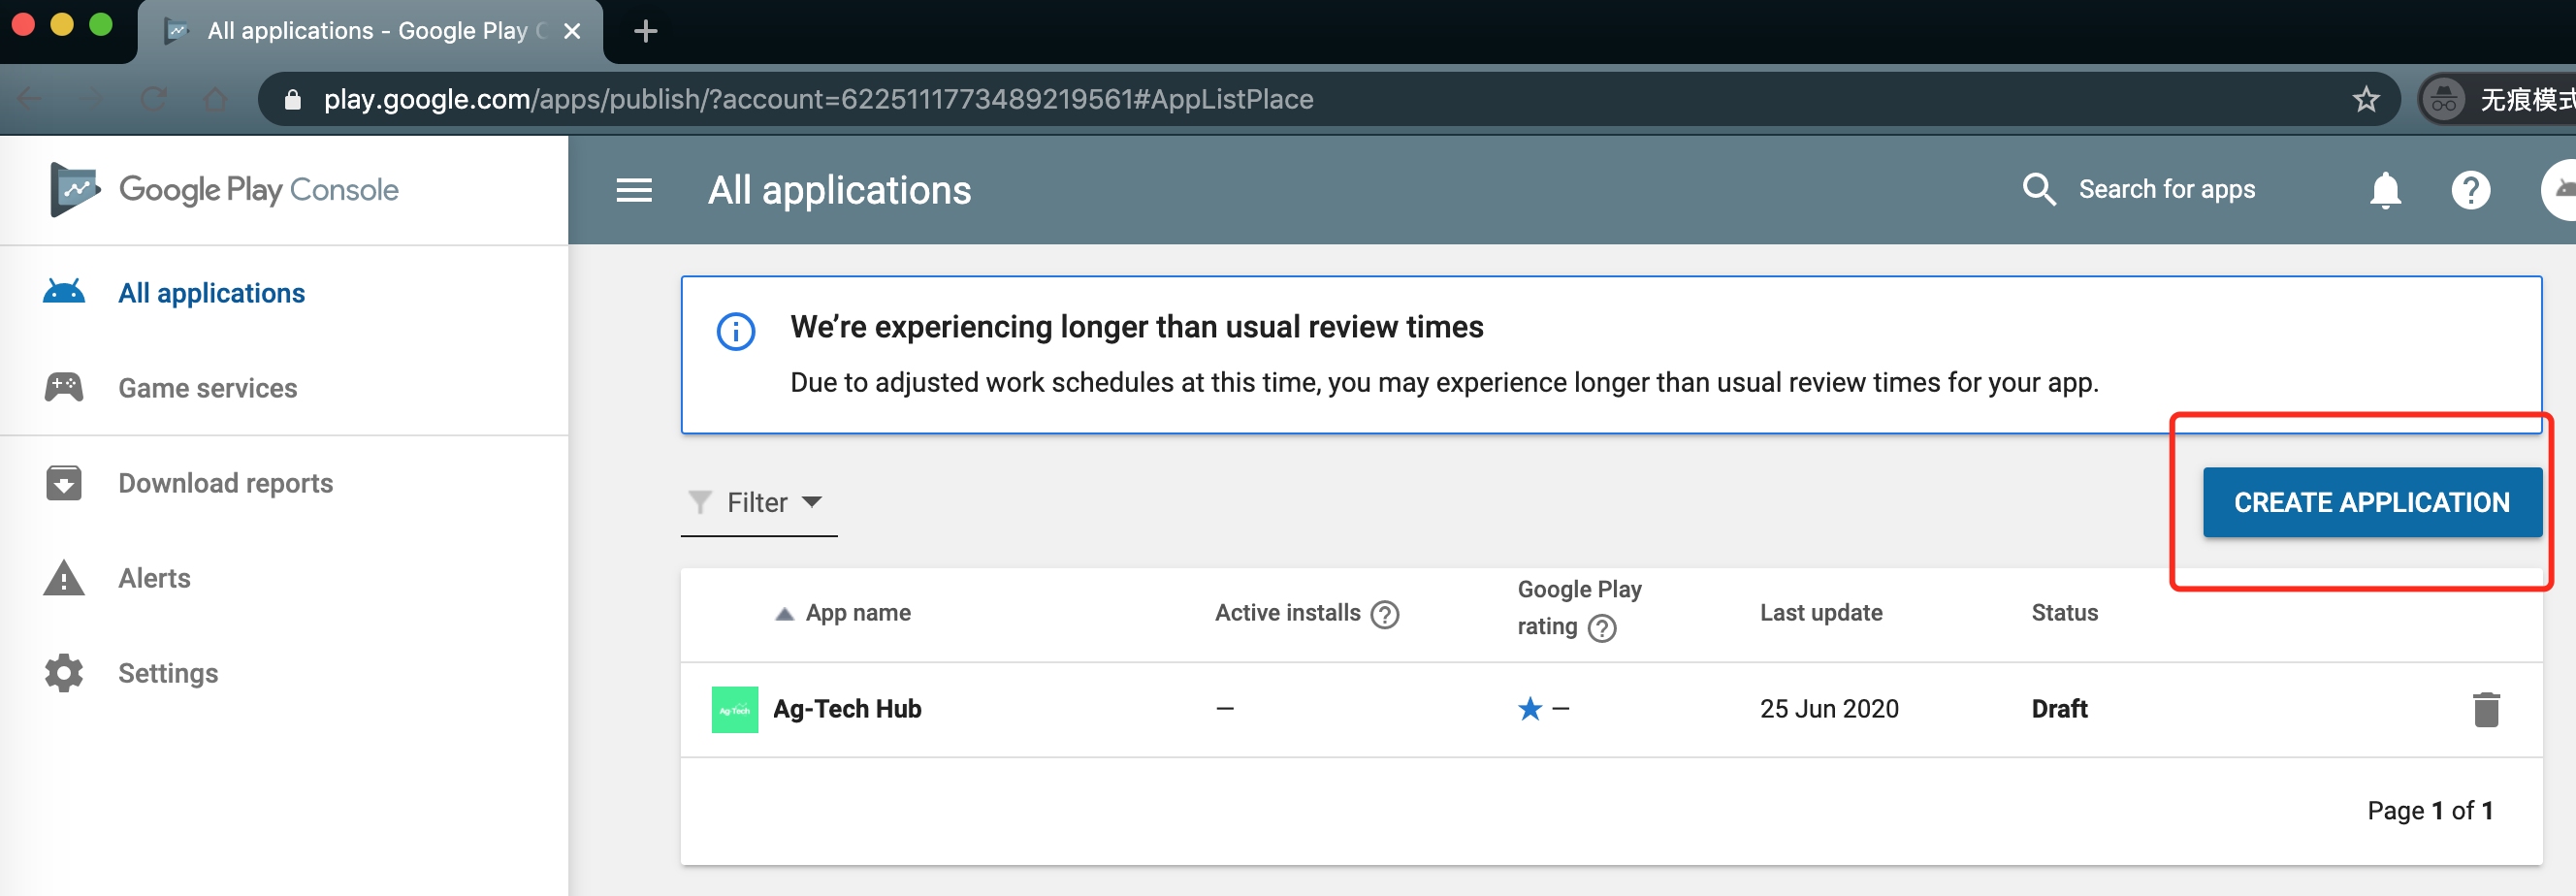 All applications - Google Play C
play.google.com/apps/publish/?account=6225111773489219561#AppListPlace
无痕模式
Google Play Console
All applications
Search for apps
All applications
Game services
Download reports
Alerts
Settings
We’re experiencing longer than usual review times
Due to adjusted work schedules at this time, you may experience longer than usual review times for your app.
Filter
CREATE APPLICATION
App name
Active installs
Google Play
rating
Last update
Status
Ag-Tech
Ag-Tech Hub
–
–
25 Jun 2020
Draft
Page 1 of 1